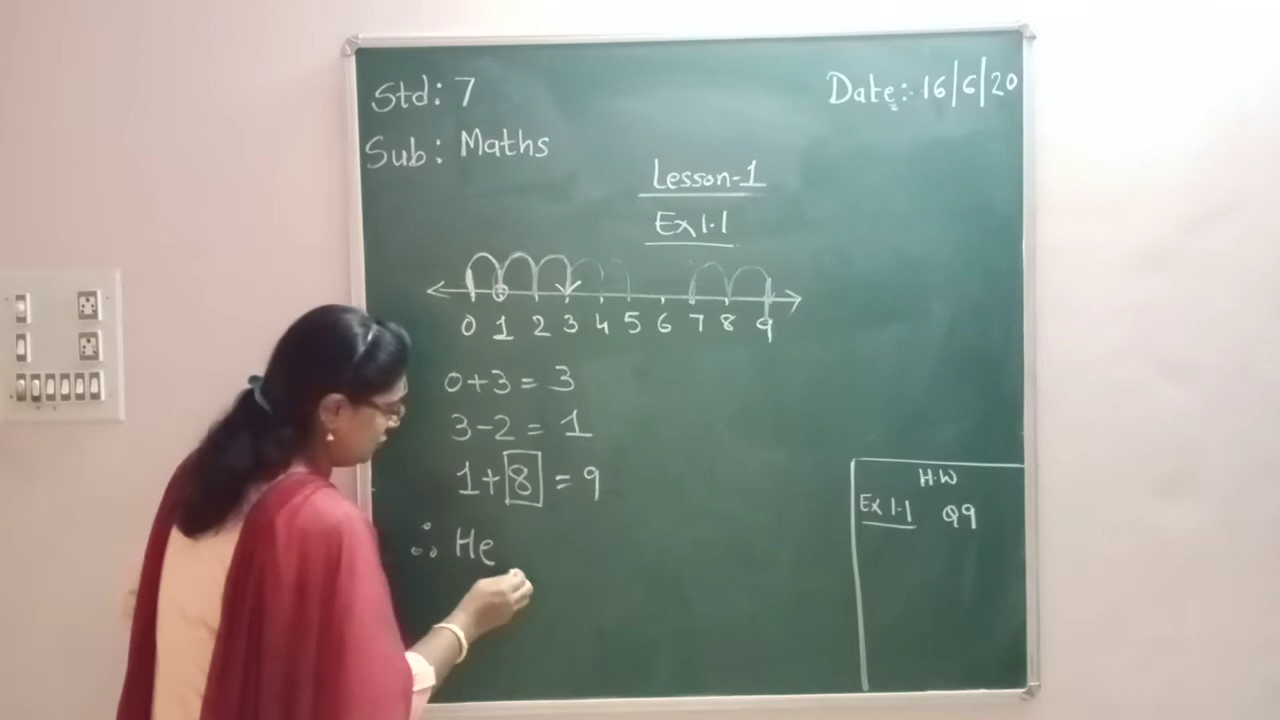 Std: 7
Date:- 16/6/20
Sub: Maths
Lesson-1
Ex 1.1
0 1 2 3 4 5 6 7 8 9
0+3 = 3
3-2 = 1
1+8 = 9
∴ He
H.W
Ex 1.1 Q9